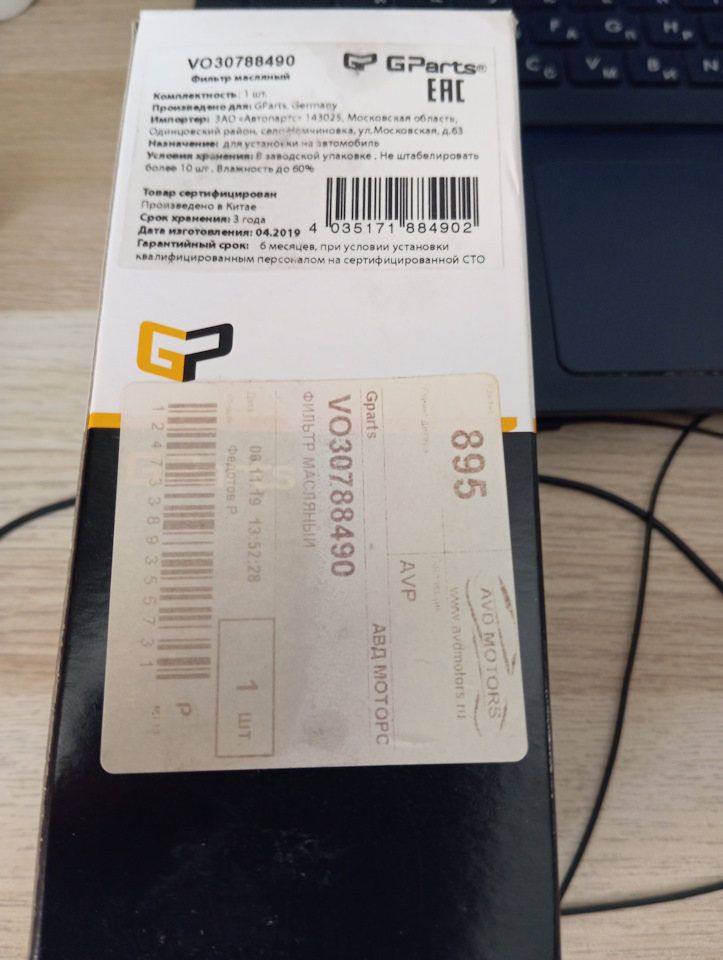 VO30788490
Фильтр масляный
GParts®
EAC
Комплектность: 1 шт.
Произведено для: GParts, Germany
Импортер: ЗАО «Автопартс» 143025, Московская область,
Одинцовский район, село Немчиновка, ул.Московская, д.63
Назначение: для установки на автомобиль
Условия хранения: В заводской упаковке . Не штабелировать
более 10 шт . Влажность до 60%
Товар сертифицирован
Произведено в Китае
Срок хранения: 3 года
Дата изготовления: 04.2019
4 035171 884902
Гарантийный срок: 6 месяцев, при условии установки
квалифицированным персоналом на сертифицированной СТО
GP
895
AVD MOTORS
www.avdmotors.ru
AVP
Gparts
АВД МОТОРС
VO30788490
ФИЛЬТР МАСЛЯНЫЙ
Дата
06.11.19 13:52:28
Федотов Р
1 шт.
12473389355731
P